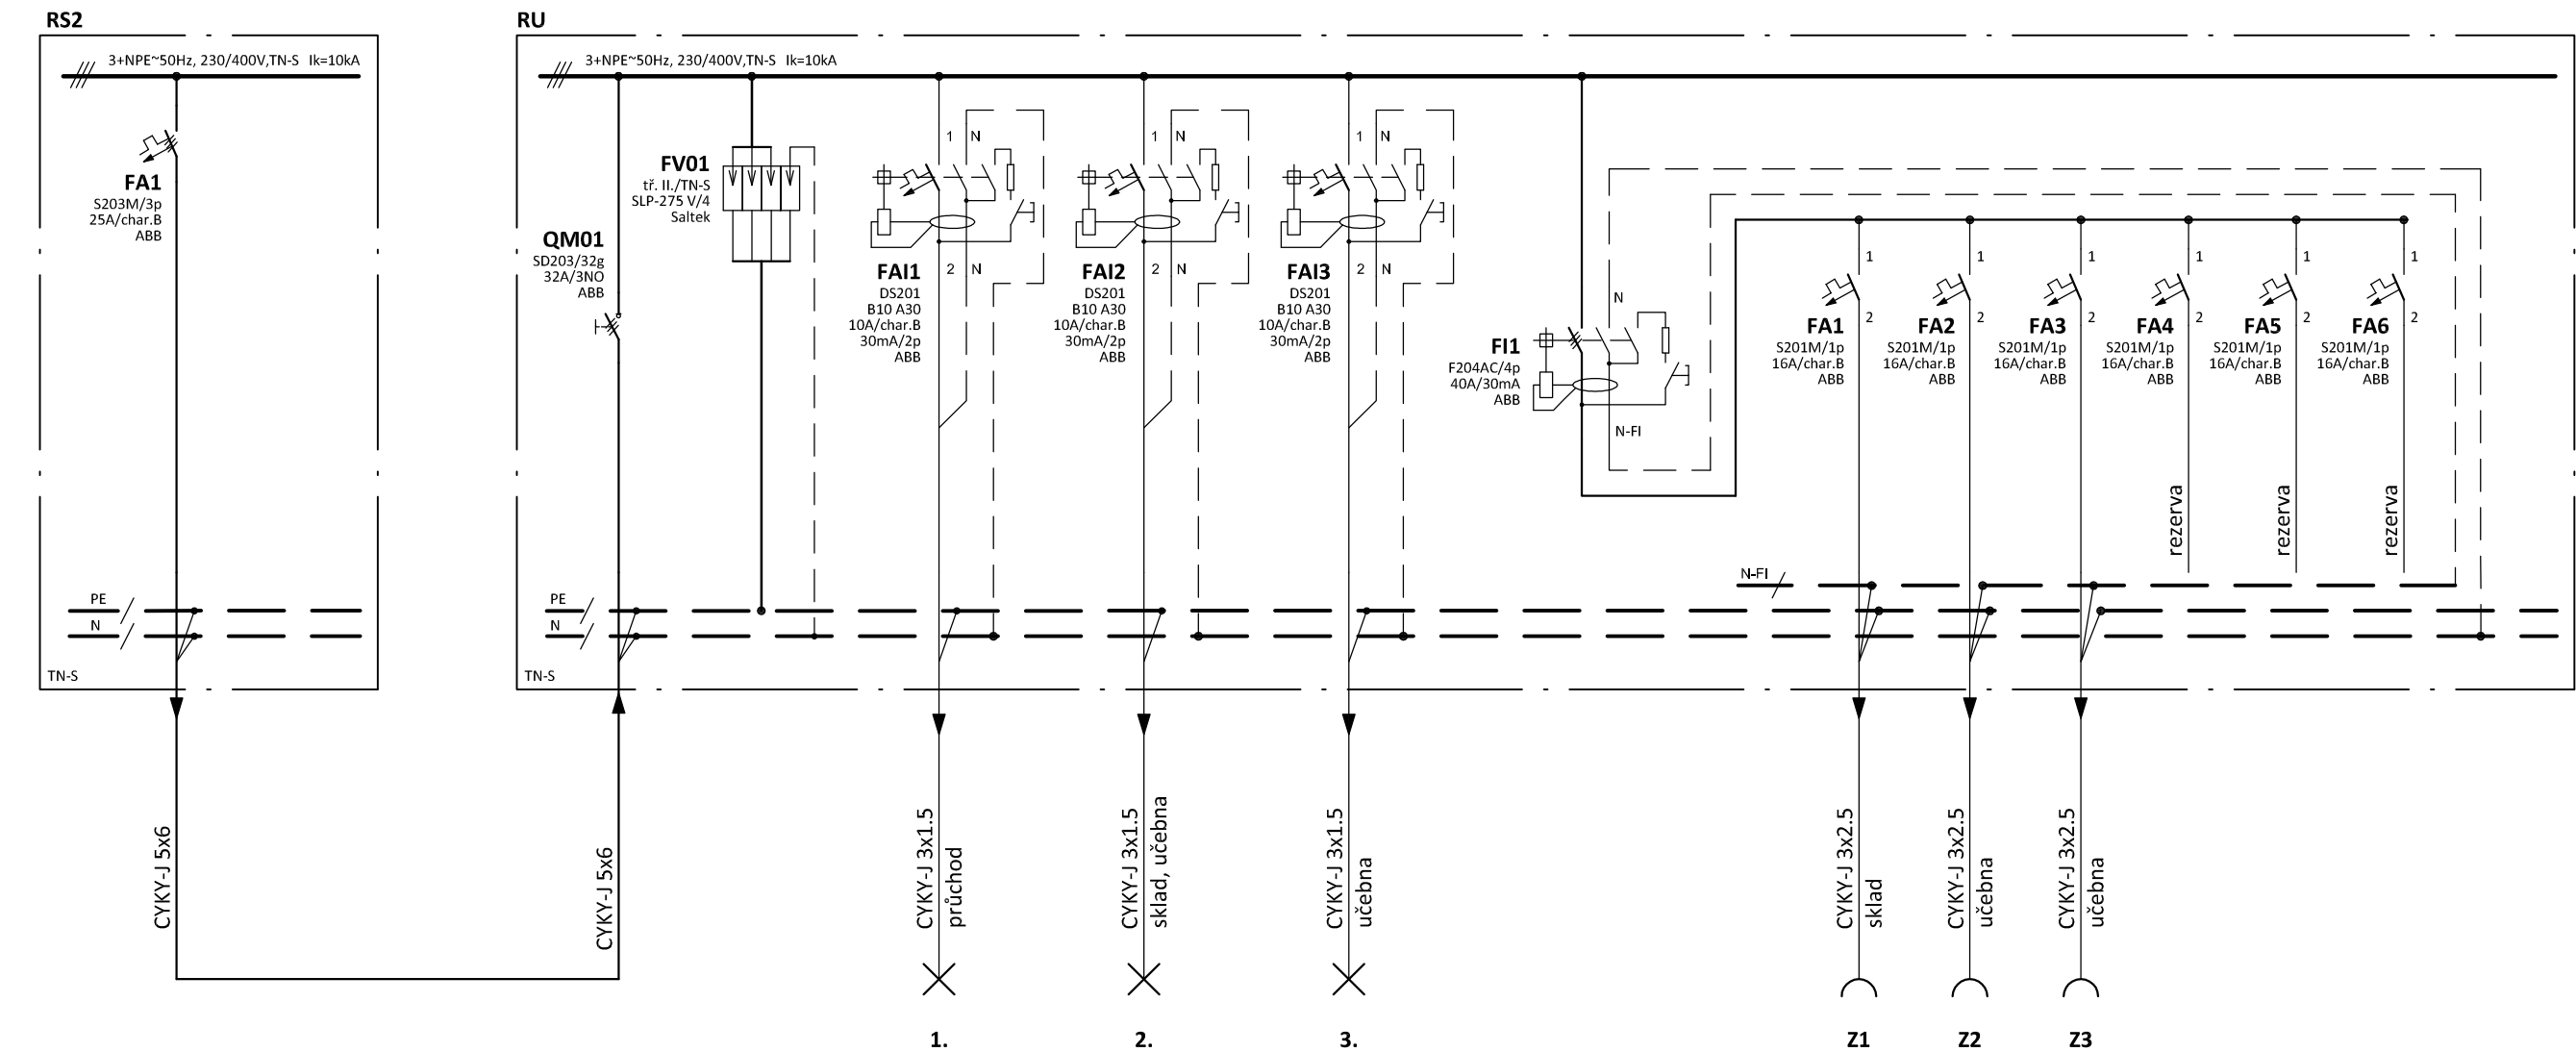 RS2
3+NPE~50Hz, 230/400V,TN-S Ik=10kA
FA1
S203M/3p
25A/char.B
ABB
PE
N
TN-S
CYKY-J 5x6
RU
3+NPE~50Hz, 230/400V,TN-S Ik=10kA
QM01
SD203/32g
32A/3NO
ABB
FV01
tř. II./TN-S
SLP-275 V/4
Saltek
1 N
2 N
FAI1
DS201
B10 A30
10A/char.B
30mA/2p
ABB
1 N
2 N
FAI2
DS201
B10 A30
10A/char.B
30mA/2p
ABB
1 N
2 N
FAI3
DS201
B10 A30
10A/char.B
30mA/2p
ABB
N
FI1
F204AC/4p
40A/30mA
ABB
N-FI
1
2
FA1
S201M/1p
16A/char.B
ABB
1
2
FA2
S201M/1p
16A/char.B
ABB
1
2
FA3
S201M/1p
16A/char.B
ABB
1
2
FA4
S201M/1p
16A/char.B
ABB
rezerva
1
2
FA5
S201M/1p
16A/char.B
ABB
rezerva
1
2
FA6
S201M/1p
16A/char.B
ABB
rezerva
N-FI
PE
N
TN-S
CYKY-J 5x6
CYKY-J 3x1.5
průchod
CYKY-J 3x1.5
sklad, učebna
CYKY-J 3x1.5
učebna
CYKY-J 3x2.5
sklad
CYKY-J 3x2.5
učebna
CYKY-J 3x2.5
učebna
1.
2.
3.
Z1
Z2
Z3